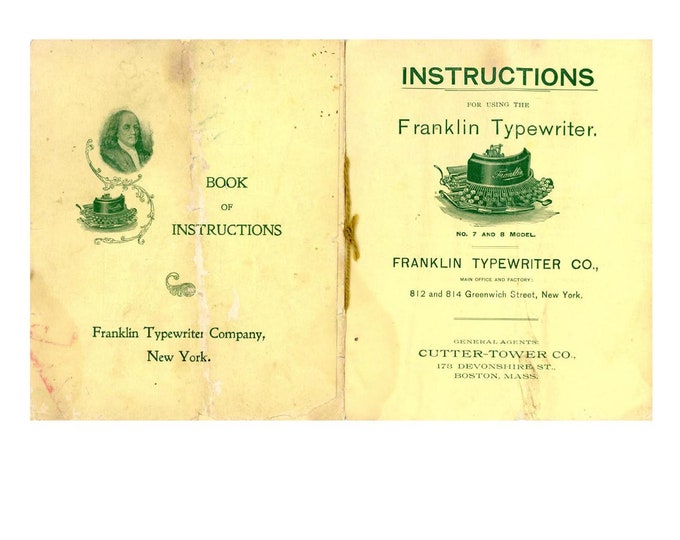 BOOK
OF
INSTRUCTIONS
Franklin Typewriter Company,
New York.
INSTRUCTIONS
FOR USING THE
Franklin Typewriter.
Franklin
No. 7 AND 8 MODEL.
FRANKLIN TYPEWRITER CO.,
MAIN OFFICE AND FACTORY:
812 and 814 Greenwich Street, New York.
GENERAL AGENTS:
CUTTER-TOWER CO.,
173 DEVONSHIRE ST.,
BOSTON, MASS.